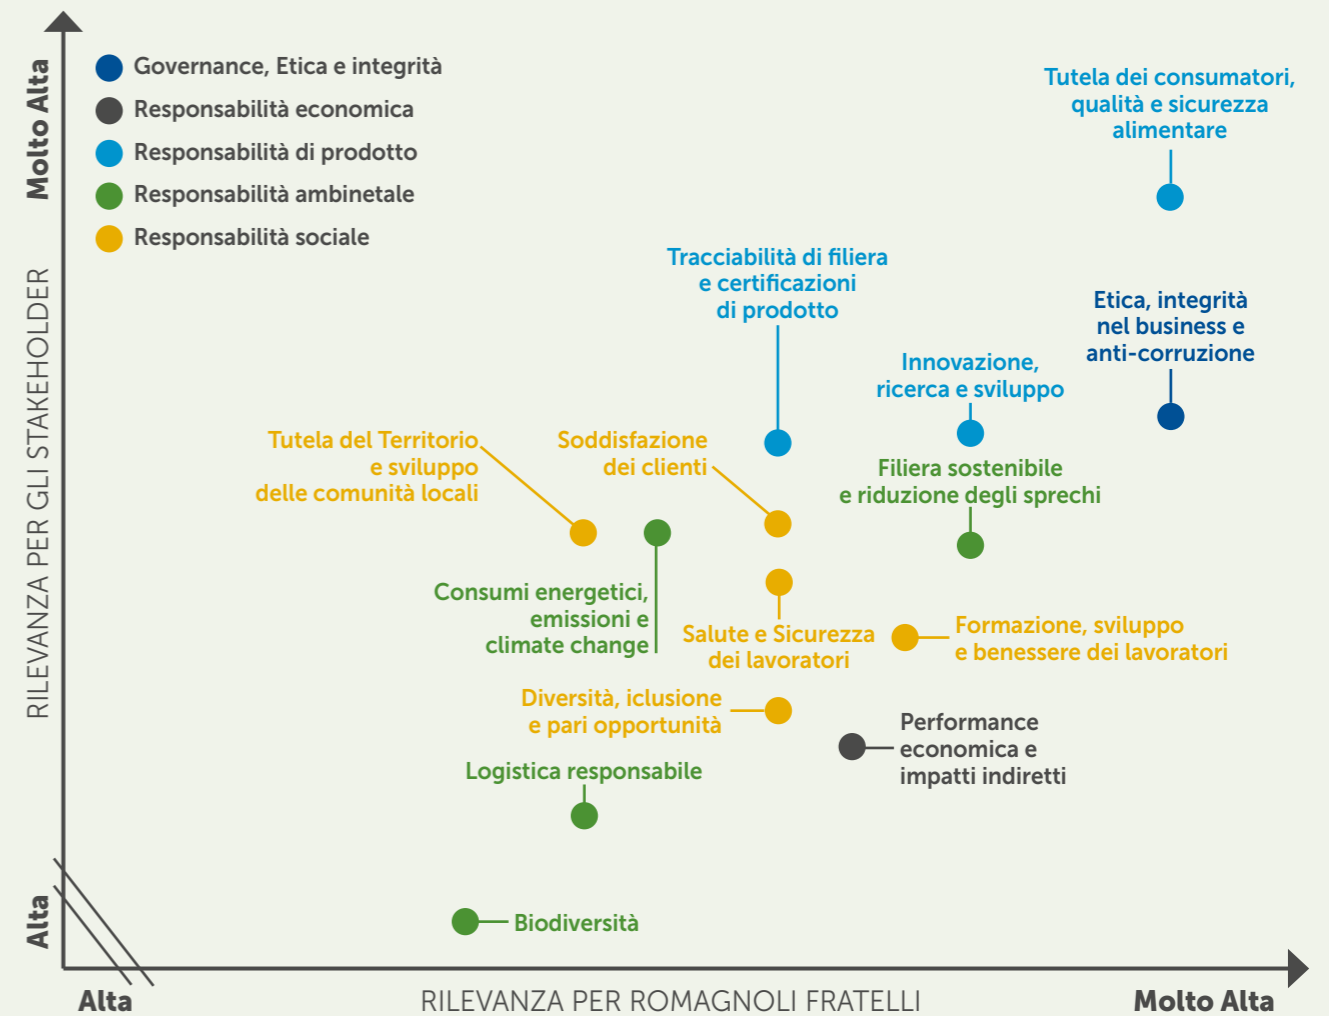 Molto Alta
RILEVANZA PER GLI STAKEHOLDER
Alta
Governance, Etica e integrità
Responsabilità economica
Responsabilità di prodotto
Responsabilità ambinetale
Responsabilità sociale
Tutela dei consumatori,
qualità e sicurezza
alimentare
Tracciabilità di filiera
e certificazioni
di prodotto
Etica, integrità
nel business e
anti-corruzione
Innovazione,
ricerca e sviluppo
Tutela del Territorio
e sviluppo
delle comunità locali
Soddisfazione
dei clienti
Filiera sostenibile
e riduzione degli sprechi
Consumi energetici,
emissioni e
climate change
Salute e Sicurezza
dei lavoratori
Formazione, sviluppo
e benessere dei lavoratori
Diversità, iclusione
e pari opportunità
Performance
economica e
impatti indiretti
Logistica responsabile
Biodiversità
Alta
RILEVANZA PER ROMAGNOLI FRATELLI
Molto Alta